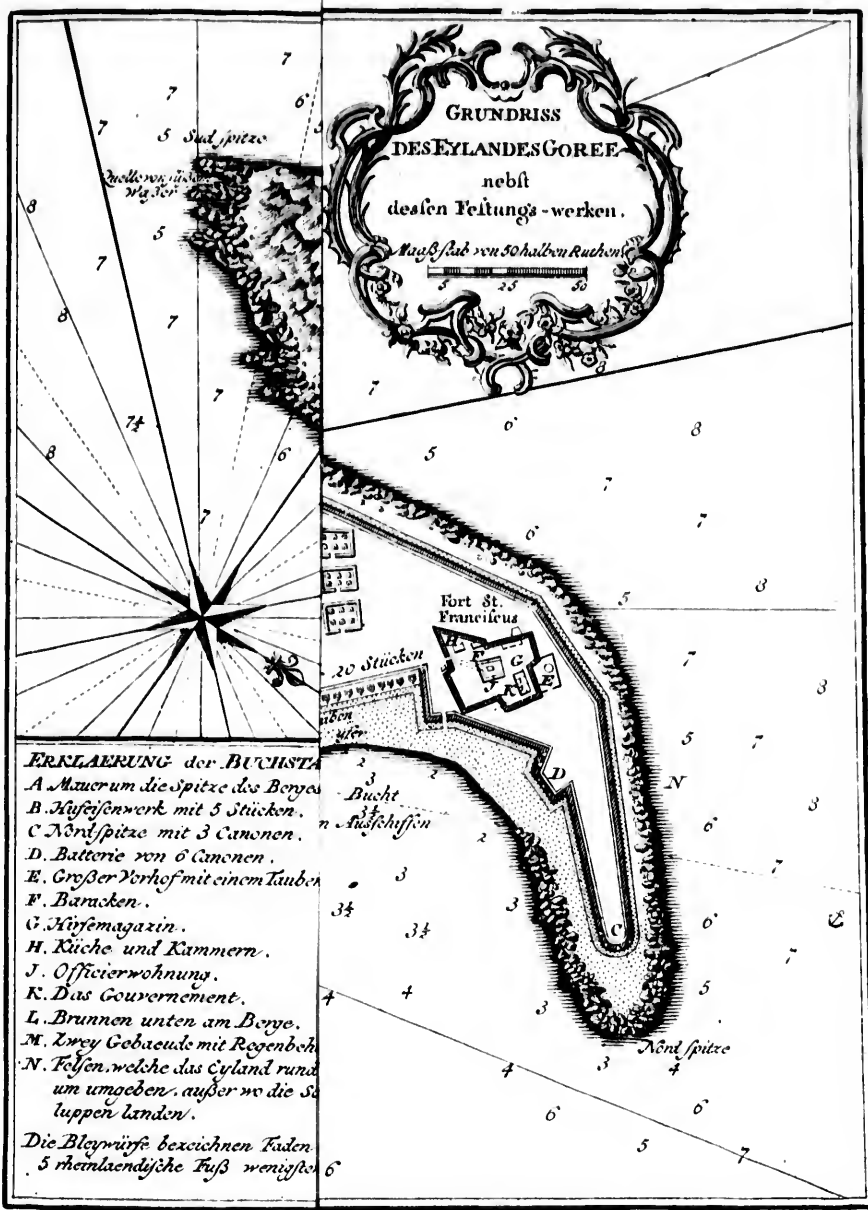 GRUNDRISS
DES EYLANDES GOREE
nebst
dessen Festungs-werken.
Maaßstab von 50 halben Ruthen
5 25 50
Sud spitze
Quelle von süßen
Waßer
Fort St.
Franciscus
H
F
G
J
K
E
20 Stücken
D
Bucht
n Ausschiffen
N
C
Nord spitze
ERKLAERUNG der BUCHSTA
A Mauer um die Spitze des Berges
B. Hufeisenwerk mit 5 Stücken.
C Nordspitze mit 3 Canonen.
D. Batterie von 6 Canonen.
E. Großer Vorhof mit einem Tauben
F. Baracken.
G. Hirsemagazin.
H. Küche und Kammern.
J. Officierwohnung.
K. Das Gouvernement.
L. Brunnen unten am Berge.
M. Zwey Gebaeude mit Regenbeh
N. Felsen, welche das Eyland rund
um umgeben, außer wo die S
luppen landen.
Die Bleywürfe bezeichnen Faden
5 rheinlaendische Fuß wenigste